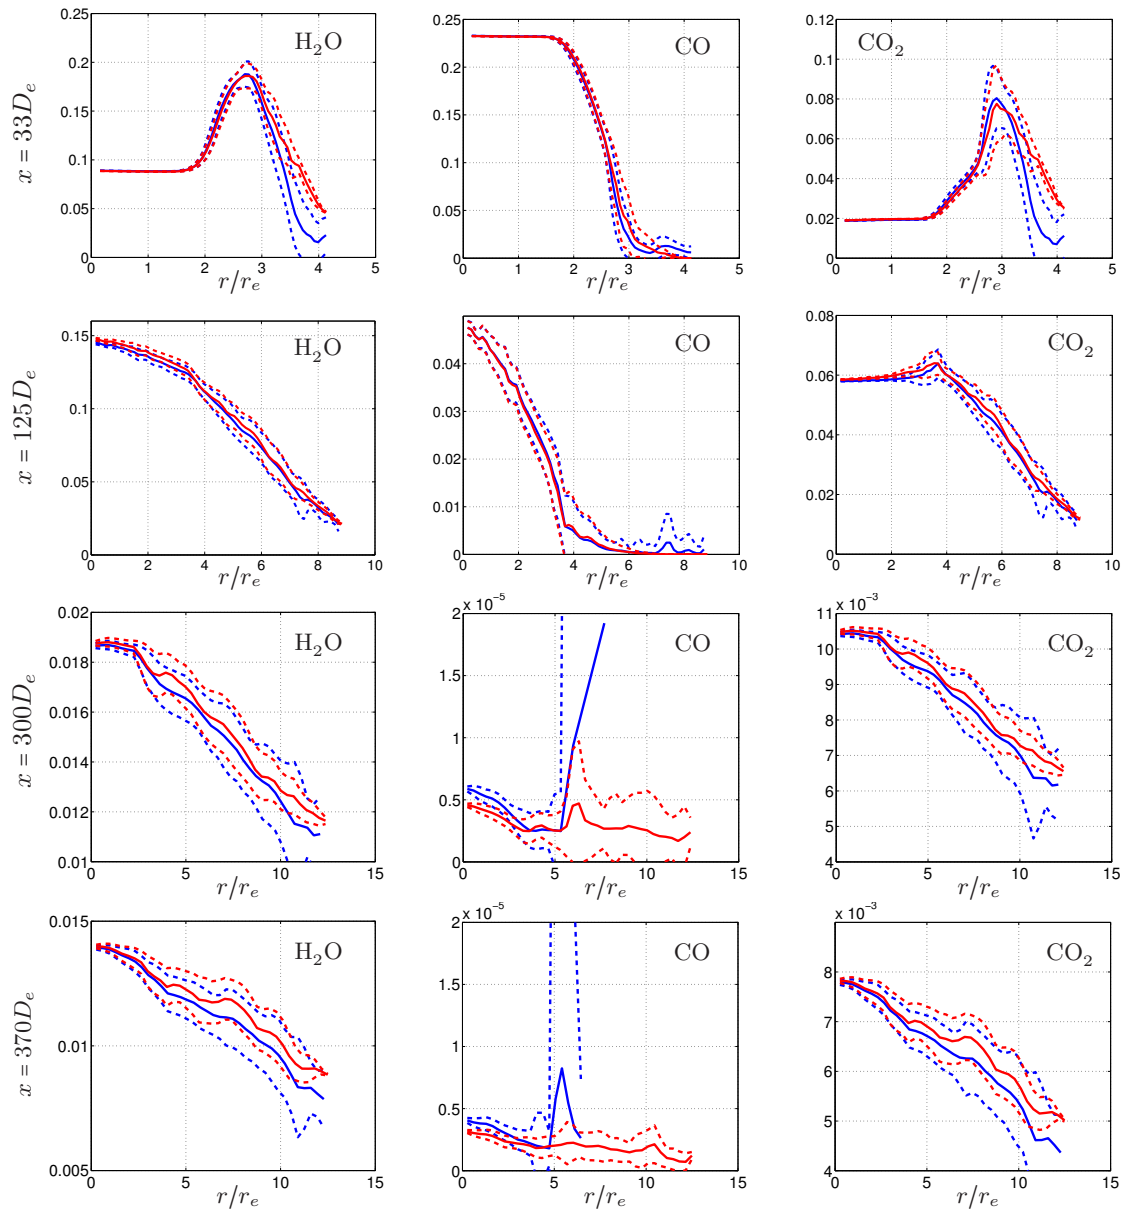 x = 33D_e
H₂O
0.25
0.2
0.15
0.1
0.05
0
0 1 2 3 4 5
r/r_e
CO
0.25
0.2
0.15
0.1
0.05
0
0 1 2 3 4 5
r/r_e
CO₂
0.12
0.1
0.08
0.06
0.04
0.02
0
0 1 2 3 4 5
r/r_e
x = 125D_e
H₂O
0.15
0.1
0.05
0
0 2 4 6 8 10
r/r_e
CO
0.04
0.03
0.02
0.01
0
0 2 4 6 8 10
r/r_e
CO₂
0.08
0.06
0.04
0.02
0
0 2 4 6 8 10
r/r_e
x = 300D_e
H₂O
0.02
0.018
0.016
0.014
0.012
0.01
0 5 10 15
r/r_e
x 10⁻⁵
CO
2
1.5
1
0.5
0
0 5 10 15
r/r_e
x 10⁻³
CO₂
11
10
9
8
7
6
5
4
0 5 10 15
r/r_e
x = 370D_e
H₂O
0.015
0.01
0.005
0 5 10 15
r/r_e
x 10⁻⁵
CO
2
1.5
1
0.5
0
0 5 10 15
r/r_e
x 10⁻³
CO₂
8
7
6
5
4
0 5 10 15
r/r_e